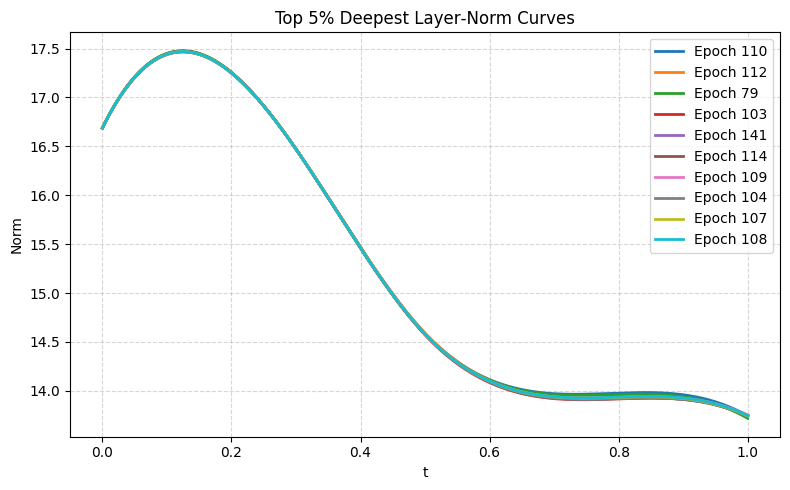 Top 5% Deepest Layer-Norm Curves
17.5
17.0
16.5
16.0
15.5
15.0
14.5
14.0
Norm
0.0 0.2 0.4 0.6 0.8 1.0
t
Epoch 110
Epoch 112
Epoch 79
Epoch 103
Epoch 141
Epoch 114
Epoch 109
Epoch 104
Epoch 107
Epoch 108